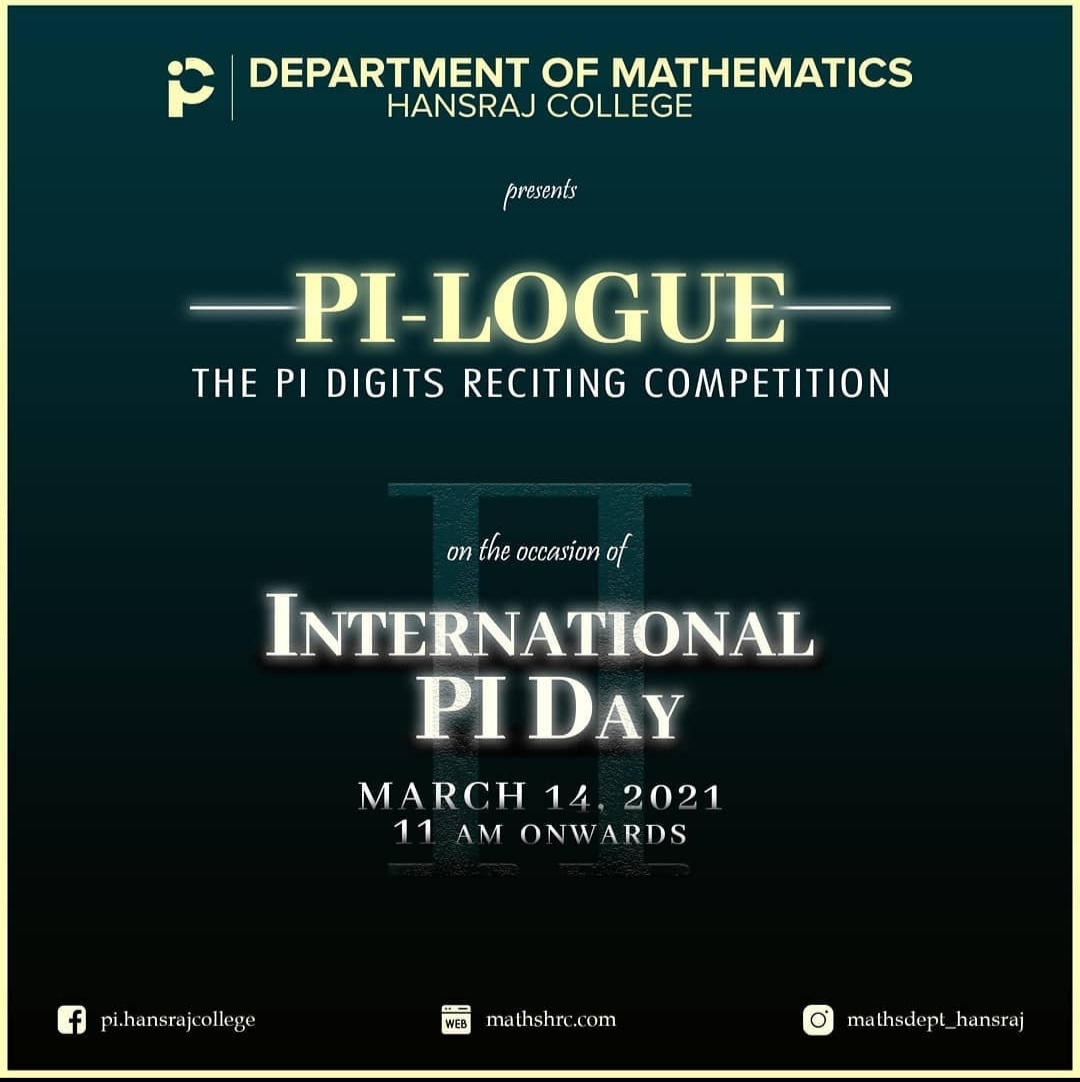 DEPARTMENT OF MATHEMATICS
HANSRAJ COLLEGE
presents
PI-LOGUE
THE PI DIGITS RECITING COMPETITION
on the occasion of
INTERNATIONAL
PI DAY
MARCH 14, 2021
11 AM ONWARDS
pi.hansrajcollege
WEB mathshrc.com
mathsdept_hansraj